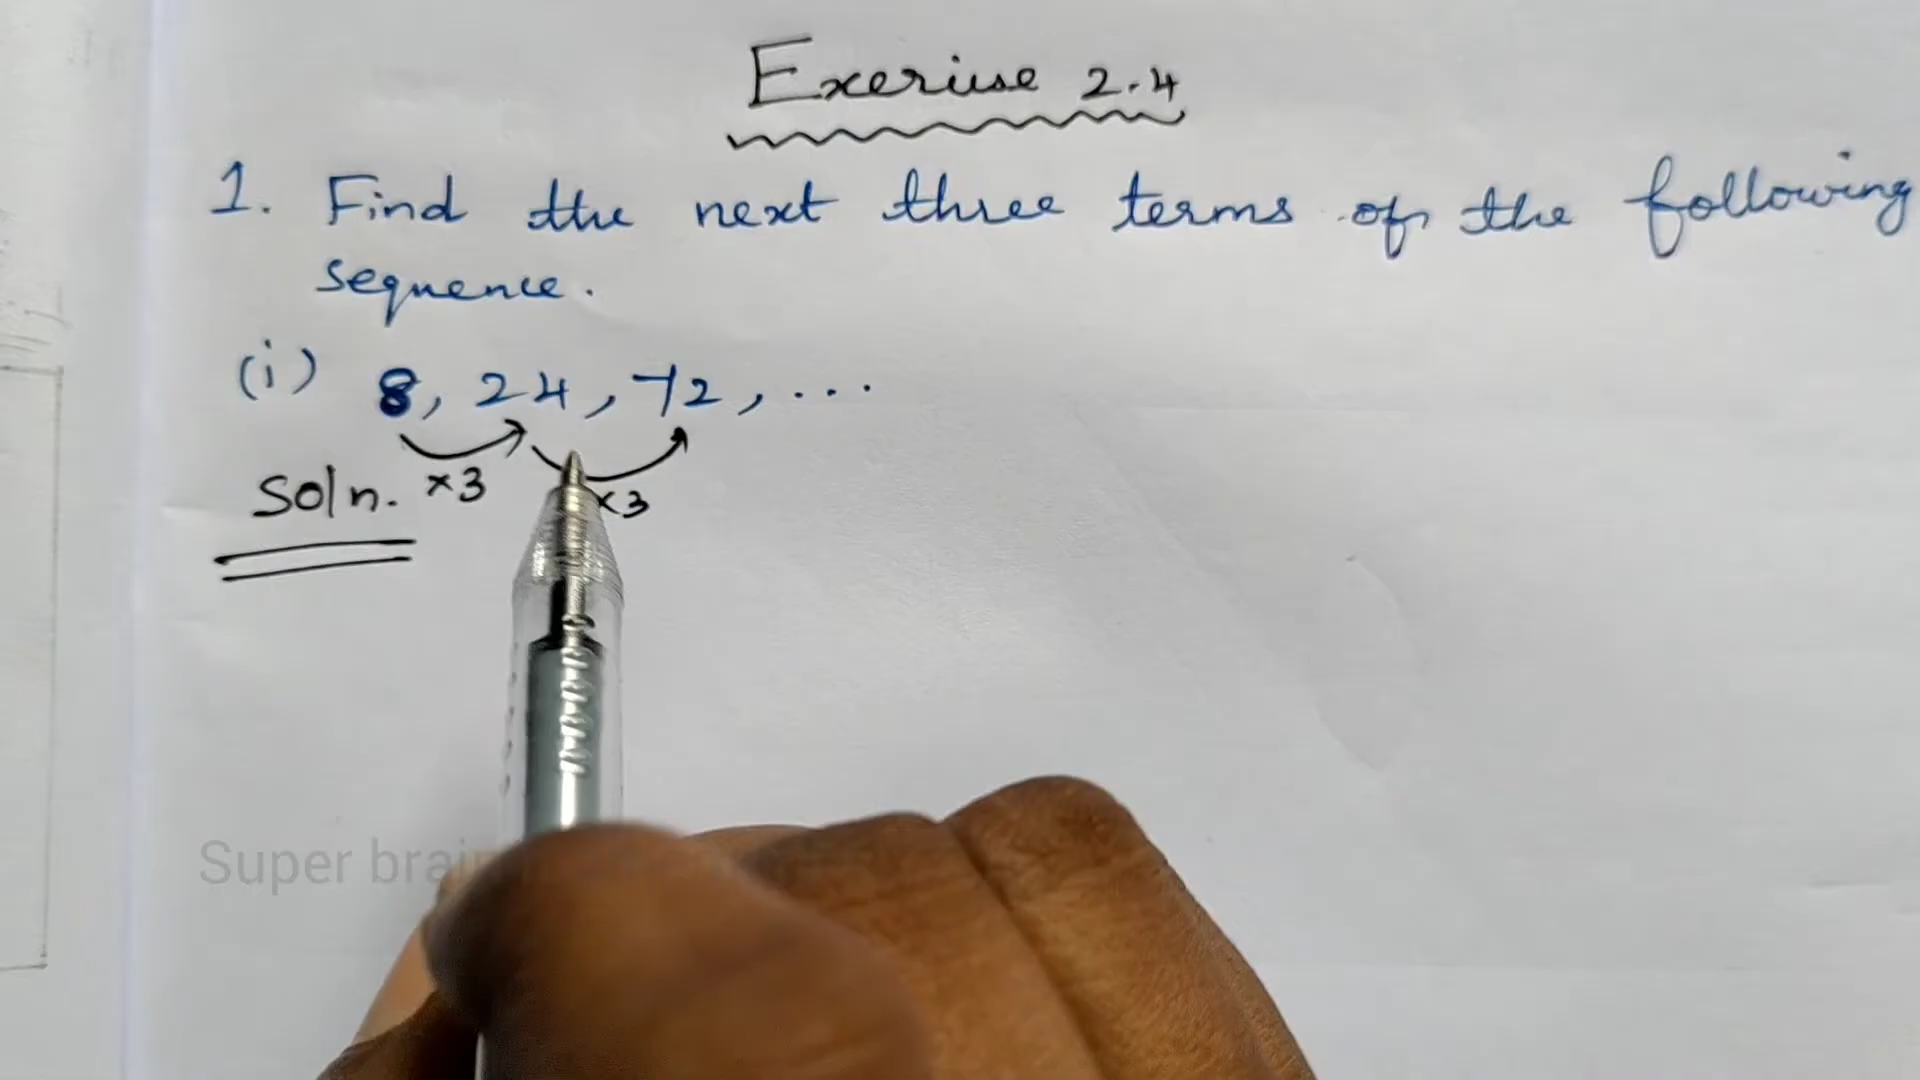 Exercise 2.4
1. Find the next three terms of the following
sequence.
(i) 8, 24, 72, ...
Soln. ×3 ×3
Super